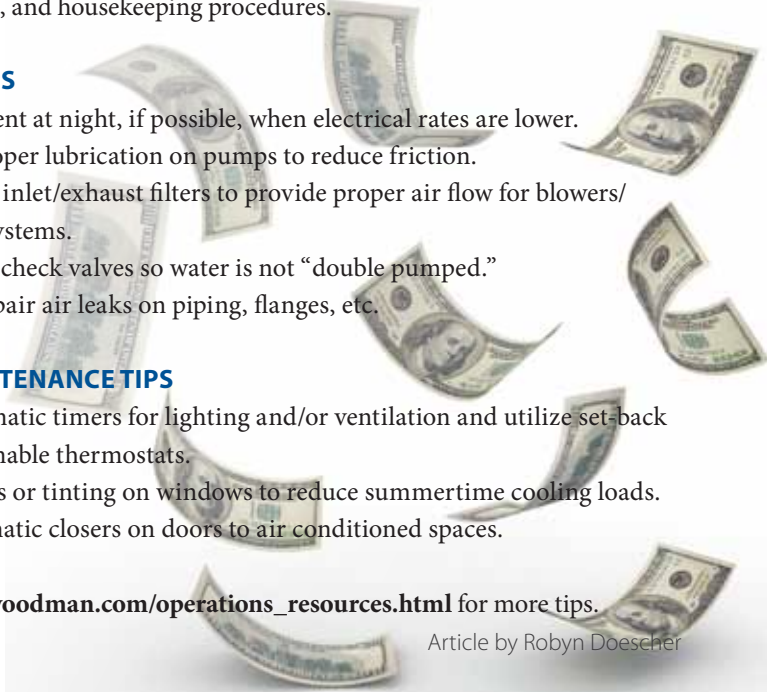 , and housekeeping procedures.
S
ent at night, if possible, when electrical rates are lower.
oper lubrication on pumps to reduce friction.
inlet/exhaust filters to provide proper air flow for blowers/
ystems.
check valves so water is not “double pumped.”
pair air leaks on piping, flanges, etc.
TENANCE TIPS
matic timers for lighting and/or ventilation and utilize set-back
mable thermostats.
s or tinting on windows to reduce summertime cooling loads.
matic closers on doors to air conditioned spaces.
woodman.com/operations_resources.html for more tips.
Article by Robyn Doescher